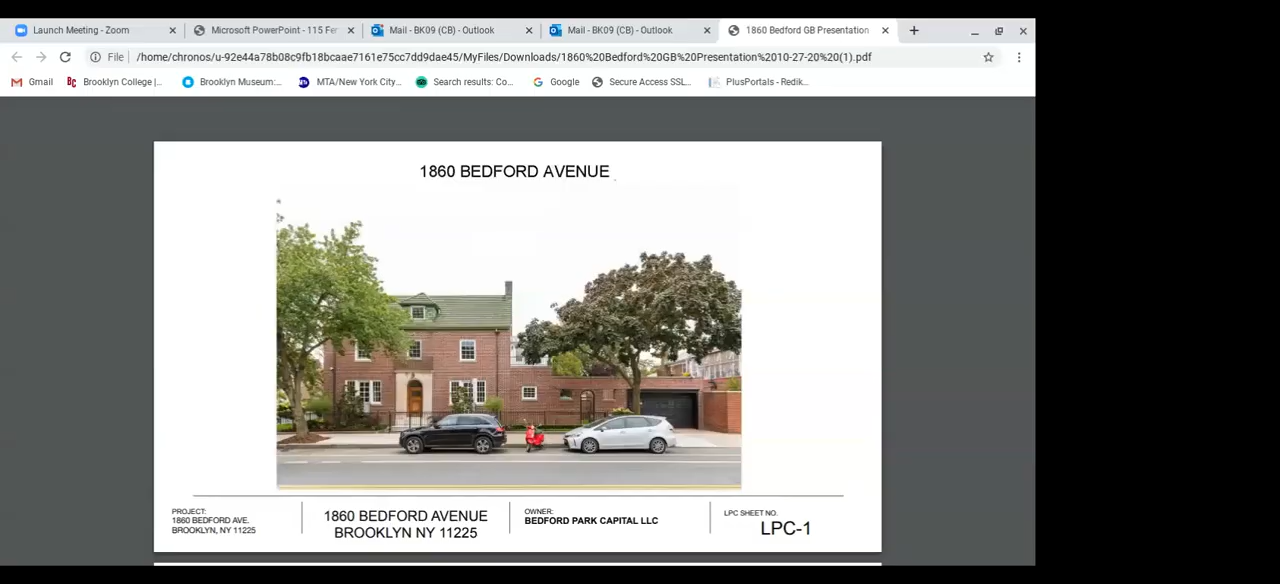 Launch Meeting - Zoom
Microsoft PowerPoint - 115 Fer
Mail - BK09 (CB) - Outlook
Mail - BK09 (CB) - Outlook
1860 Bedford GB Presentation
File
/home/chronos/u-92e44a78b08c9fb18bcaae7161e75cc7dd9dae45/MyFiles/Downloads/1860%20Bedford%20GB%20Presentation%2010-27-20%20(1).pdf
Gmail
Brooklyn College |...
Brooklyn Museum:...
MTA/New York City...
Search results: Co...
Google
Secure Access SSL...
PlusPortals - Redik...
1860 BEDFORD AVENUE
PROJECT:
1860 BEDFORD AVE.
BROOKLYN, NY 11225
1860 BEDFORD AVENUE
BROOKLYN NY 11225
OWNER:
BEDFORD PARK CAPITAL LLC
LPC SHEET NO.
LPC-1